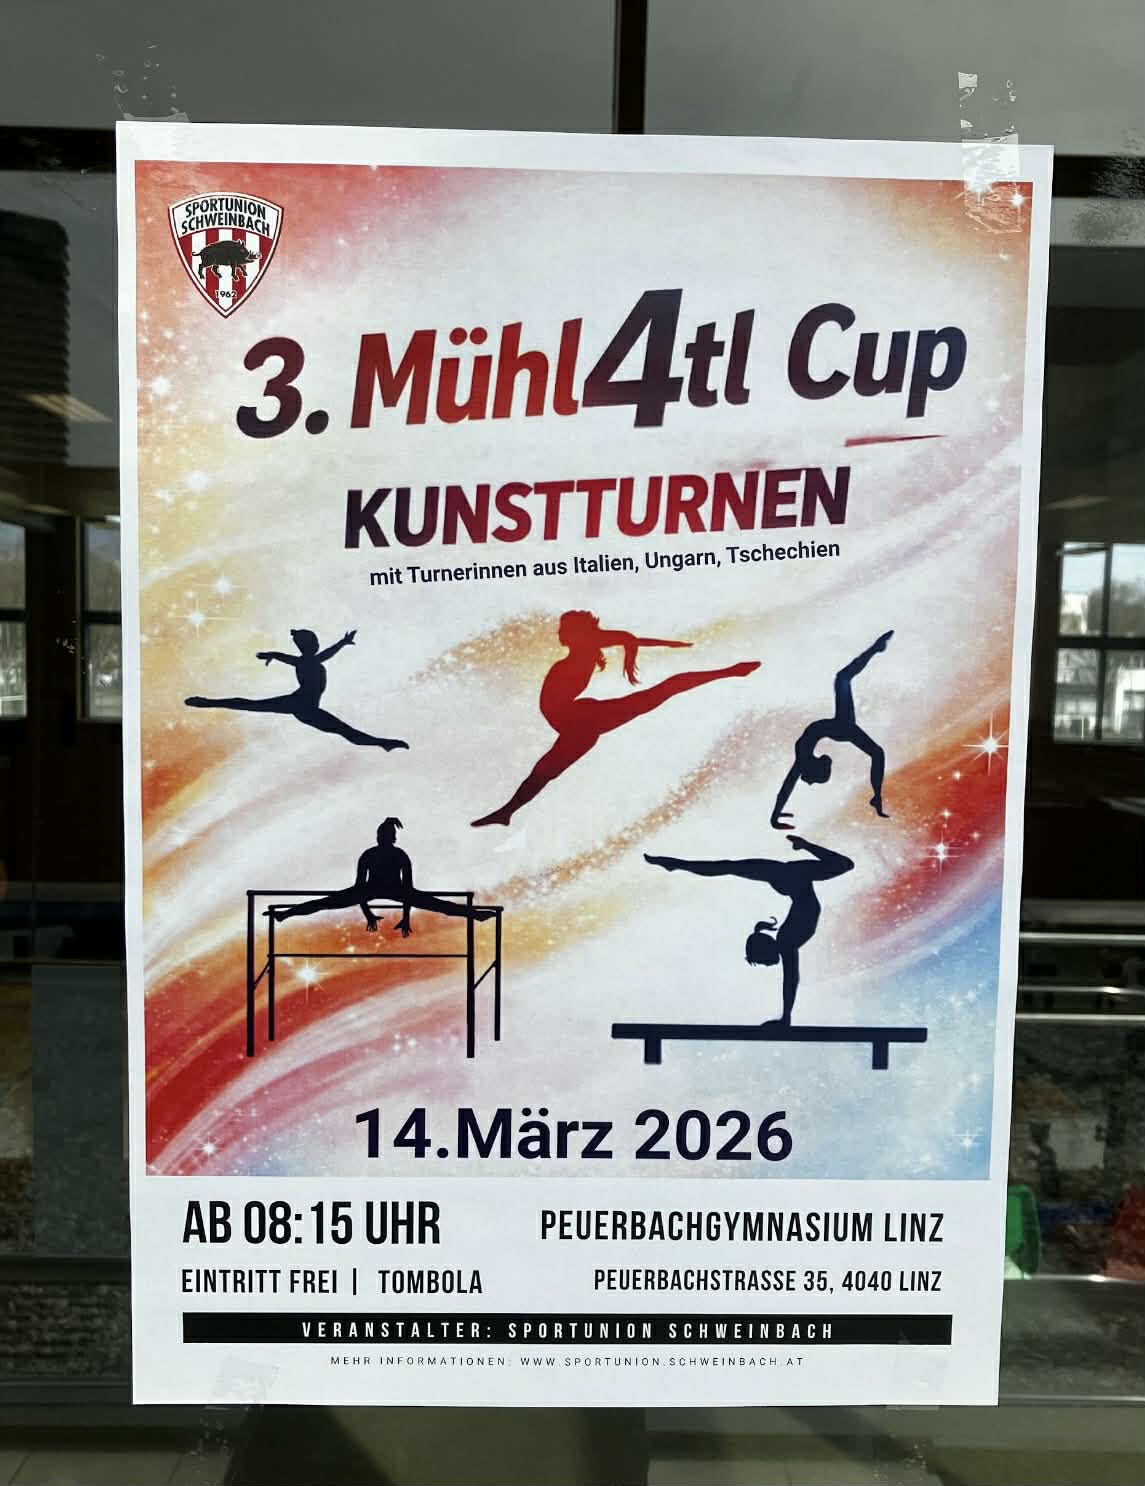 SPORTUNION
SCHWEINBACH
1962
3. Mühl4tl Cup
KUNSTTURNEN
mit Turnerinnen aus Italien, Ungarn, Tschechien
14.März 2026
AB 08:15 UHR
PEUERBACHGYMNASIUM LINZ
EINTRITT FREI | TOMBOLA
PEUERBACHSTRASSE 35, 4040 LINZ
VERANSTALTER: SPORTUNION SCHWEINBACH
MEHR INFORMATIONEN: WWW.SPORTUNION.SCHWEINBACH.AT